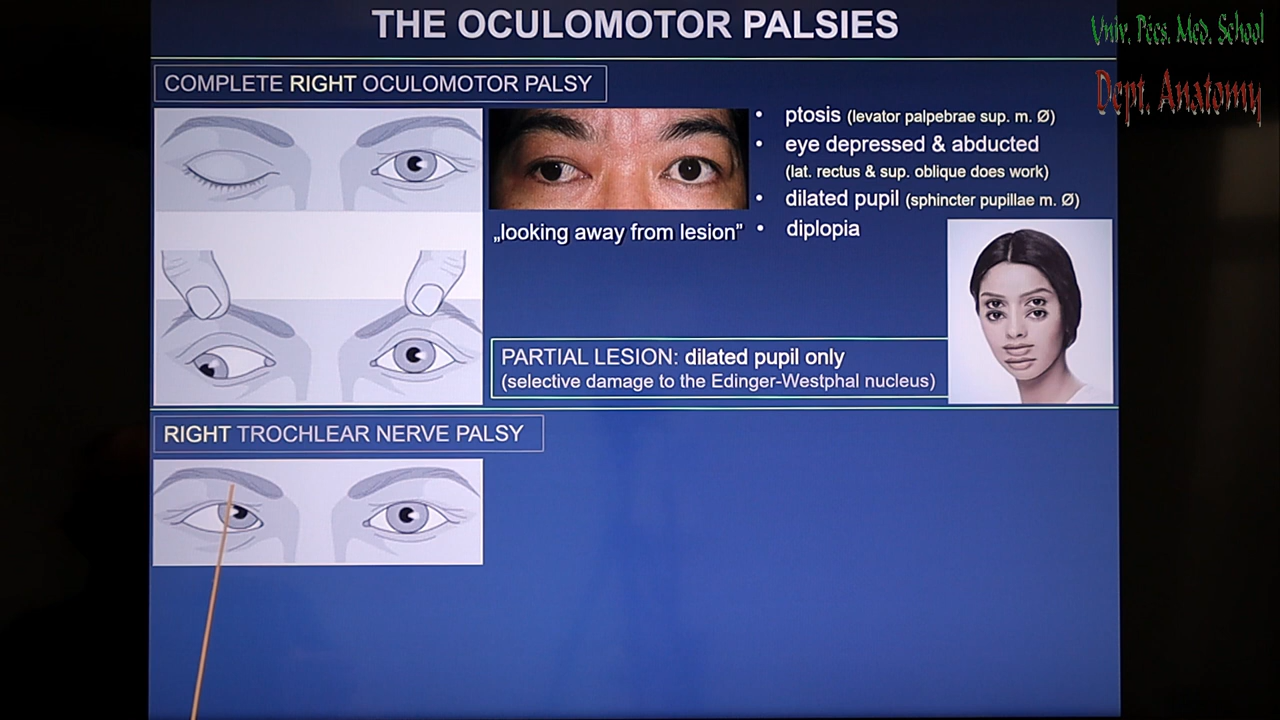 THE OCULOMOTOR PALSIES
Univ. Pécs. Med. School
Dept. Anatomy
COMPLETE RIGHT OCULOMOTOR PALSY
• ptosis (levator palpebrae sup. m. Ø)
• eye depressed & abducted
(lat. rectus & sup. oblique does work)
• dilated pupil (sphincter pupillae m. Ø)
• diplopia
„looking away from lesion”
PARTIAL LESION: dilated pupil only
(selective damage to the Edinger-Westphal nucleus)
RIGHT TROCHLEAR NERVE PALSY